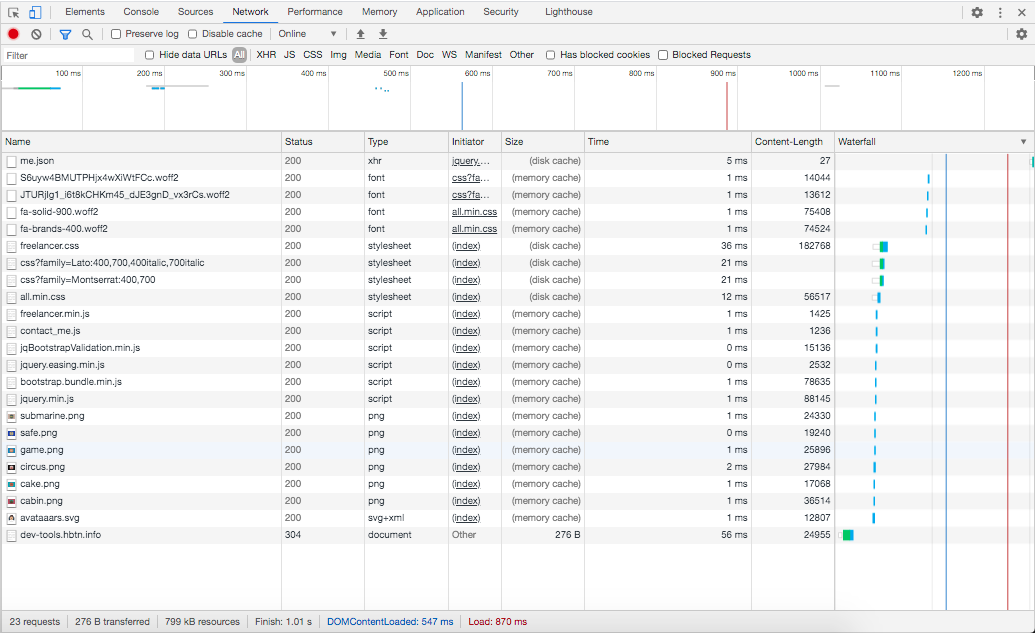 Elements Console Sources Network Performance Memory Application Security Lighthouse
Preserve log Disable cache Online
Filter Hide data URLs All XHR JS CSS Img Media Font Doc WS Manifest Other Has blocked cookies Blocked Requests
100 ms 200 ms 300 ms 400 ms 500 ms 600 ms 700 ms 800 ms 900 ms 1000 ms 1100 ms 1200 ms
Name Status Type Initiator Size Time Content-Length Waterfall
me.json 200 xhr jquery.… (disk cache) 5 ms 27
S6uyw4BMUTPHjx4wXiWtFCc.woff2 200 font css?fa… (memory cache) 1 ms 14044
JTURjIg1_i6t8kCHKm45_dJE3gnD_vx3rCs.woff2 200 font css?fa… (memory cache) 1 ms 13612
fa-solid-900.woff2 200 font all.min.css (memory cache) 1 ms 75408
fa-brands-400.woff2 200 font all.min.css (memory cache) 1 ms 74524
freelancer.css 200 stylesheet (index) (disk cache) 36 ms 182768
css?family=Lato:400,700,400italic,700italic 200 stylesheet (index) (disk cache) 21 ms
css?family=Montserrat:400,700 200 stylesheet (index) (disk cache) 21 ms
all.min.css 200 stylesheet (index) (disk cache) 12 ms 56517
freelancer.min.js 200 script (index) (memory cache) 1 ms 1425
contact_me.js 200 script (index) (memory cache) 1 ms 1236
jqBootstrapValidation.min.js 200 script (index) (memory cache) 0 ms 15136
jquery.easing.min.js 200 script (index) (memory cache) 0 ms 2532
bootstrap.bundle.min.js 200 script (index) (memory cache) 1 ms 78635
jquery.min.js 200 script (index) (memory cache) 1 ms 88145
submarine.png 200 png (index) (memory cache) 1 ms 24330
safe.png 200 png (index) (memory cache) 0 ms 19240
game.png 200 png (index) (memory cache) 1 ms 25896
circus.png 200 png (index) (memory cache) 2 ms 27984
cake.png 200 png (index) (memory cache) 1 ms 17068
cabin.png 200 png (index) (memory cache) 1 ms 36514
avataaars.svg 200 svg+xml (index) (memory cache) 1 ms 12807
dev-tools.hbtn.info 304 document Other 276 B 56 ms 24955
23 requests 276 B transferred 799 kB resources Finish: 1.01 s DOMContentLoaded: 547 ms Load: 870 ms